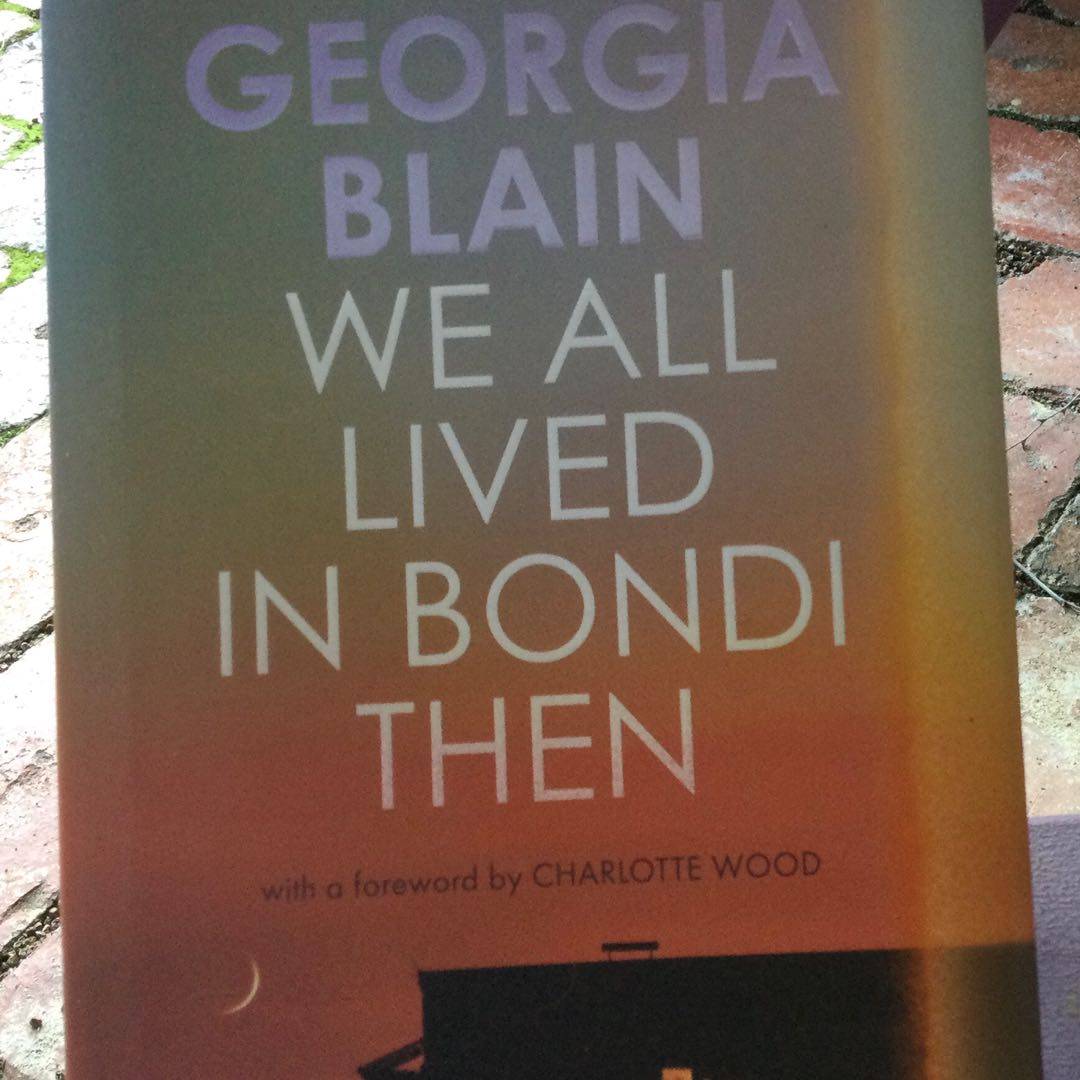 GEORGIA
BLAIN
WE ALL
LIVED
IN BONDI
THEN
with a foreword by CHARLOTTE WOOD